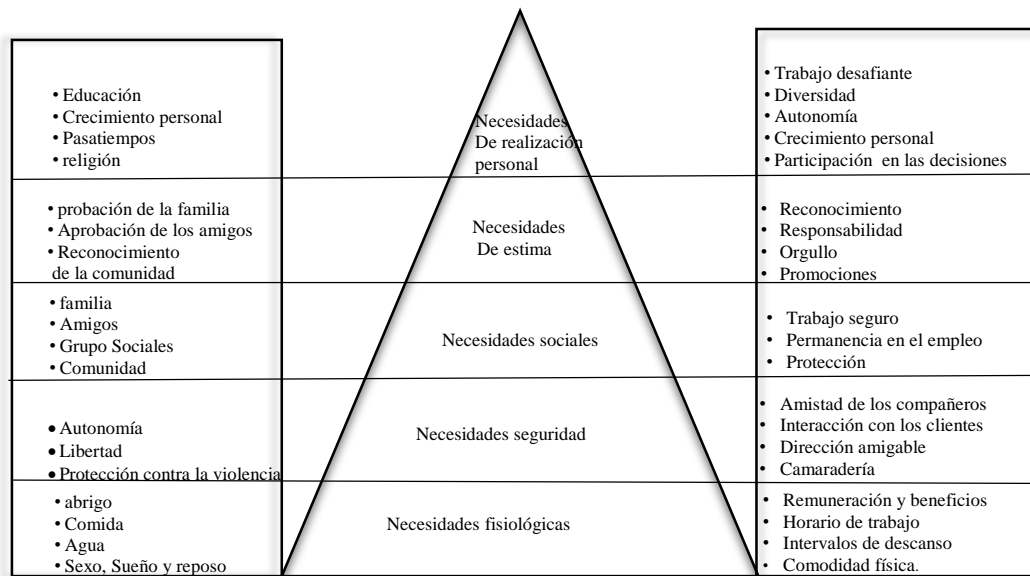 • Educación
• Crecimiento personal
• Pasatiempos
• religión
Necesidades
De realización
personal
• Trabajo desafiante
• Diversidad
• Autonomía
• Crecimiento personal
• Participación en las decisiones
• probación de la familia
• Aprobación de los amigos
• Reconocimiento
de la comunidad
Necesidades
De estima
• Reconocimiento
• Responsabilidad
• Orgullo
• Promociones
• familia
• Amigos
• Grupo Sociales
• Comunidad
Necesidades sociales
• Trabajo seguro
• Permanencia en el empleo
• Protección
• Autonomía
• Libertad
• Protección contra la violencia
Necesidades seguridad
• Amistad de los compañeros
• Interacción con los clientes
• Dirección amigable
• Camaradería
• abrigo
• Comida
• Agua
• Sexo, Sueño y reposo
Necesidades fisiológicas
• Remuneración y beneficios
• Horario de trabajo
• Intervalos de descanso
• Comodidad física.